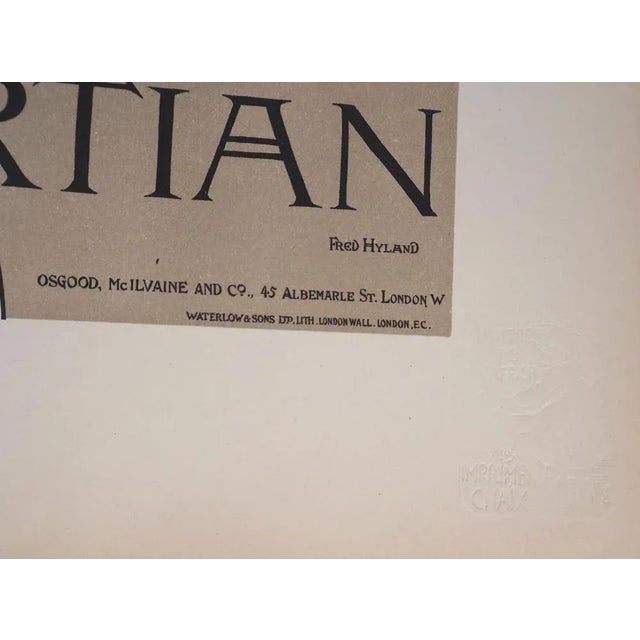 RTIAN
FRED HYLAND
OSGOOD, MCILVAINE AND CO., 45 ALBEMARLE ST. LONDON W
WATERLOW & SONS LTD. LITH. LONDON WALL. LONDON, E.C.
IMPRIMERIE
CHAIX